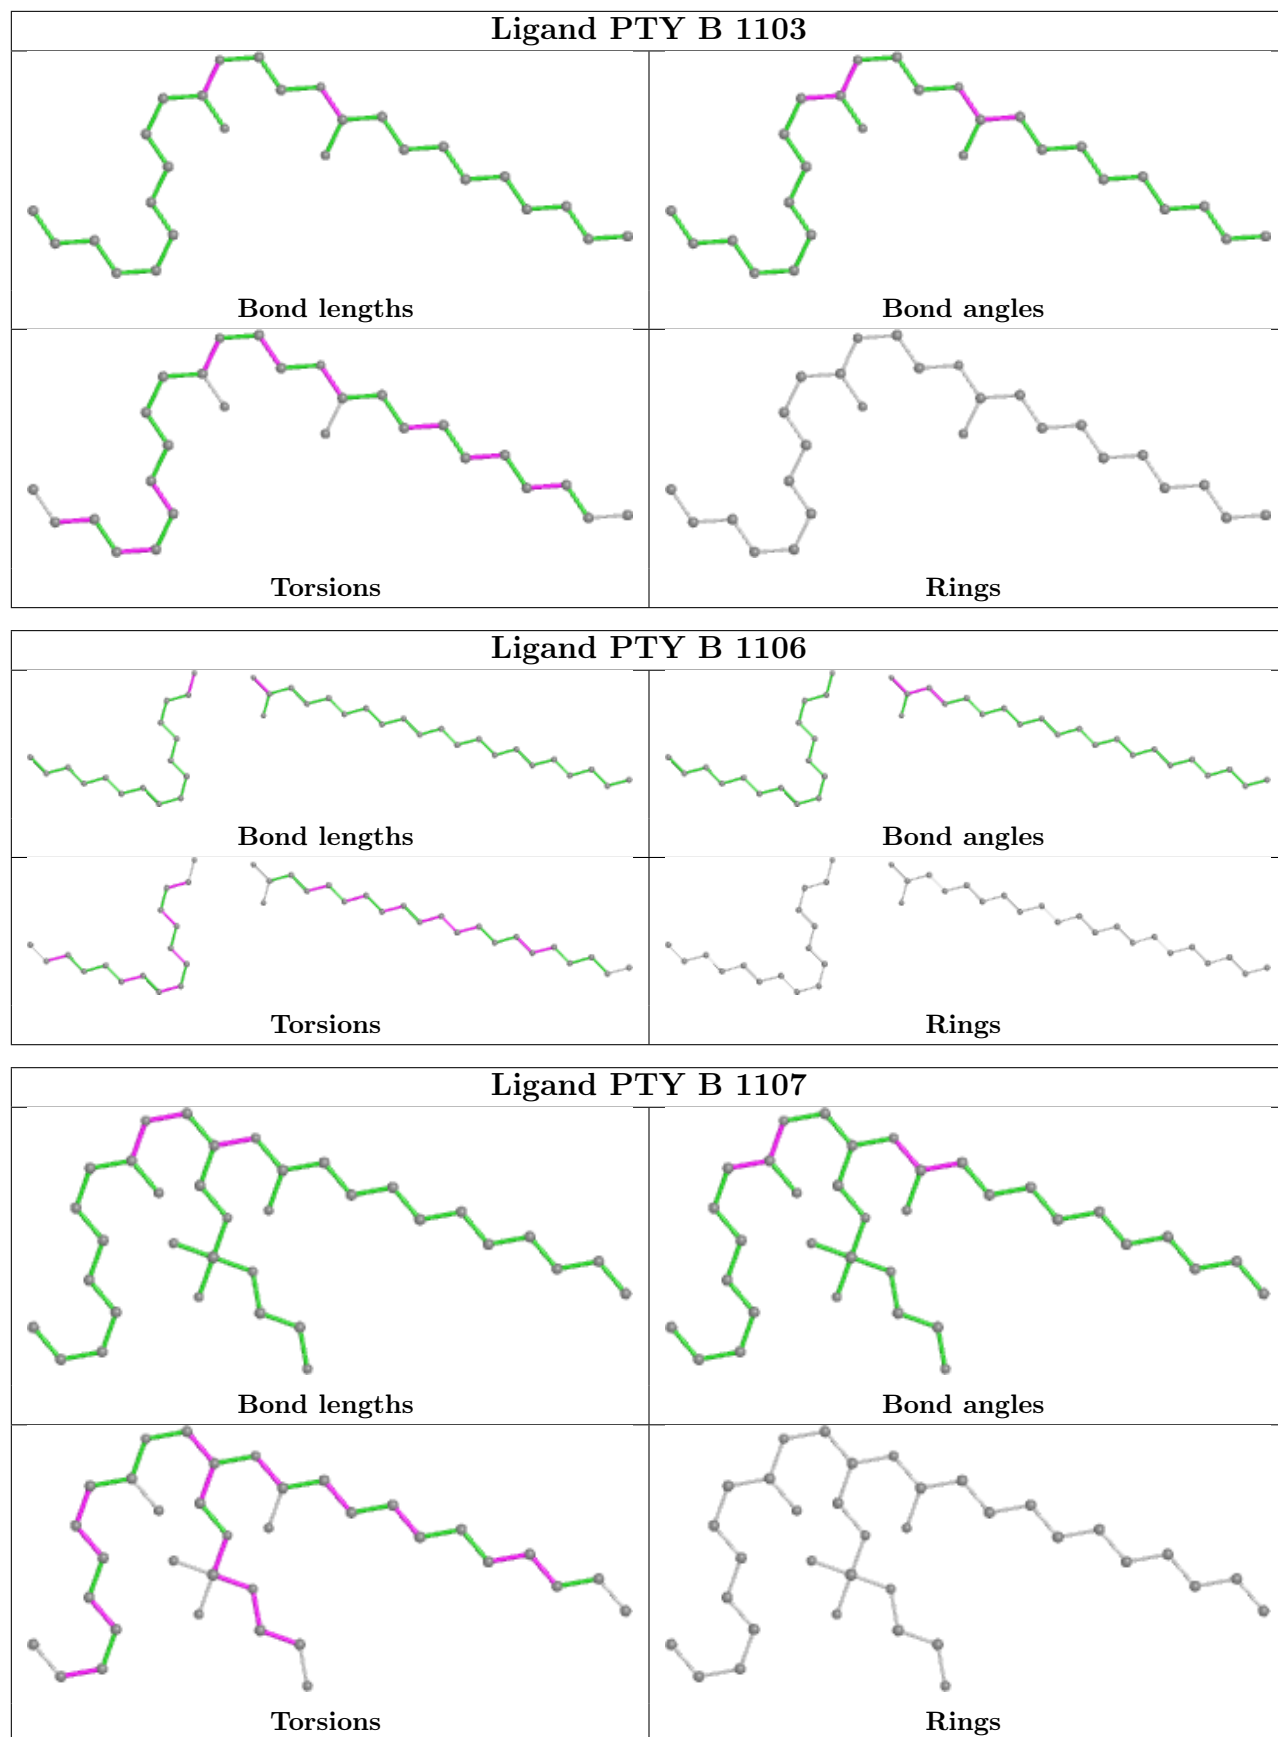 Ligand PTY B 1103
Bond lengths
Bond angles
Torsions
Rings
Ligand PTY B 1106
Bond lengths
Bond angles
Torsions
Rings
Ligand PTY B 1107
Bond lengths
Bond angles
Torsions
Rings